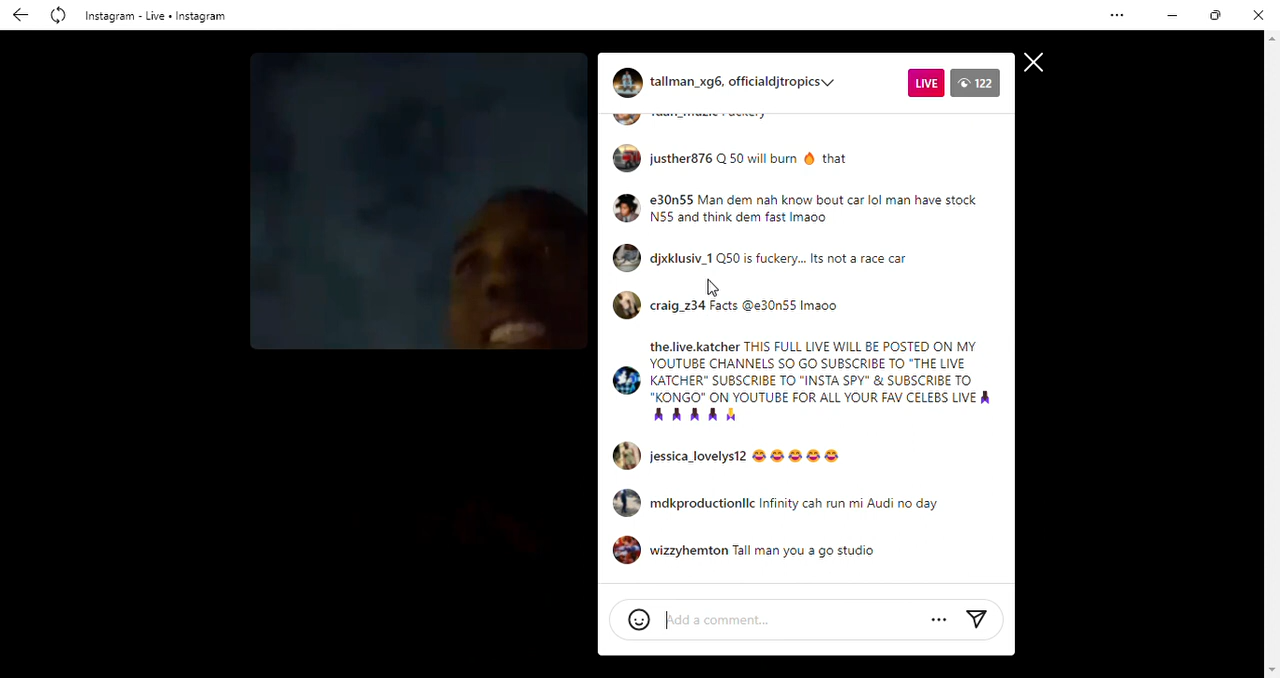 Instagram - Live • Instagram
tallman_xg6, officialdjtropics
LIVE 122
justher876 Q 50 will burn 🔥 that
e30n55 Man dem nah know bout car lol man have stock
N55 and think dem fast lmaoo
djxklusiv_1 Q50 is fuckery... Its not a race car
craig_z34 Facts @e30n55 lmaoo
the.live.katcher THIS FULL LIVE WILL BE POSTED ON MY
YOUTUBE CHANNELS SO GO SUBSCRIBE TO "THE LIVE
KATCHER" SUBSCRIBE TO "INSTA SPY" & SUBSCRIBE TO
"KONGO" ON YOUTUBE FOR ALL YOUR FAV CELEBS LIVE
jessica_lovelys12 😂😂😂😂😂
mdkproductionllc Infinity cah run mi Audi no day
wizzyhemton Tall man you a go studio
Add a comment...